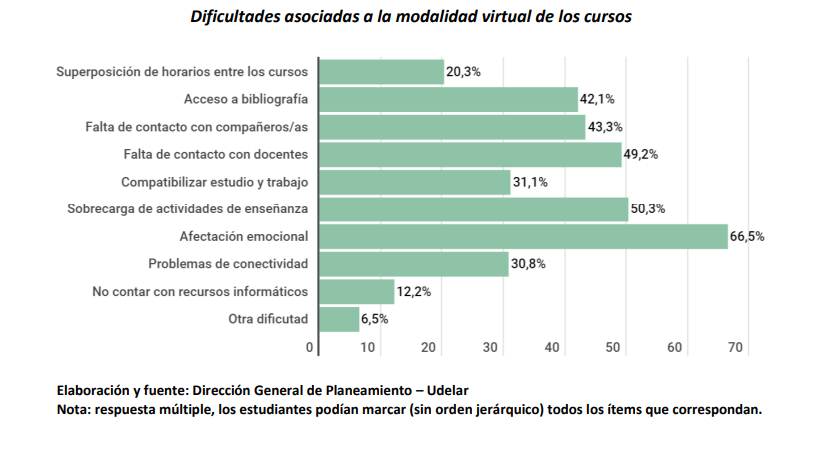 Dificultades asociadas a la modalidad virtual de los cursos
Superposición de horarios entre los cursos 20,3%
Acceso a bibliografía 42,1%
Falta de contacto con compañeros/as 43,3%
Falta de contacto con docentes 49,2%
Compatibilizar estudio y trabajo 31,1%
Sobrecarga de actividades de enseñanza 50,3%
Afectación emocional 66,5%
Problemas de conectividad 30,8%
No contar con recursos informáticos 12,2%
Otra dificutad 6,5%
0 10 20 30 40 50 60 70
Elaboración y fuente: Dirección General de Planeamiento – Udelar
Nota: respuesta múltiple, los estudiantes podían marcar (sin orden jerárquico) todos los ítems que correspondan.